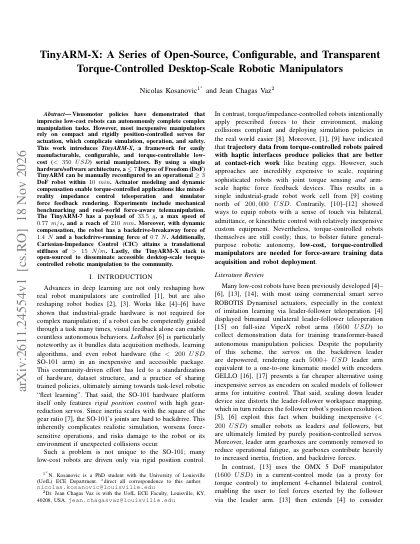 TinyARM-X: A Series of Open-Source, Configurable, and Transparent
Torque-Controlled Desktop-Scale Robotic Manipulators
Nicolas Kosanovic1* and Jean Chagas Vaz2
arXiv:2611.24554v1 [cs.RO] 18 Nov 2026
Abstract—Visuomotor policies have demonstrated that
imprecise low-cost robots can autonomously complete complex
manipulation tasks. However, most inexpensive manipulators
rely on compact and rigidly position-controlled servos for
actuation, which complicate simulation, operation, and safety.
This work introduces TinyARM-X, a framework for easily
manufacturable, configurable, and transparent low-cost torque-controllable
(< 350 USD) serial manipulators. By using a single
hardware/software architecture, a ≤ 7 Degree of Freedom (DoF)
TinyARM can be manually reconfigured to an operational ≥ 3
DoF robot within 10 min. Actuator modeling and dynamic
compensation enable torque-controlled applications like mixed-
reality impedance control teleoperation and simulator
force feedback rendering. Experiments include mechanical
benchmarking and real-world force-aware telemanipulation.
The TinyARM-7 has a payload of 33.5 g, a max speed of
0.77 m/s, and a reach of 210 mm. Moreover, with dynamic
compensation, the robot has a backdrive-breakaway force of
1.4 N and a backdrive-running force of 0.7 N. Additionally,
Cartesian-Impedance Control (CIC) attains a translational
stiffness of > 15 N/m. Lastly, the TinyARM-X stack is
open-sourced to disseminate accessible desktop-scale torque-
controllable manipulation to the community.
I. INTRODUCTION
Advances in deep learning are not only reshaping how
real robot manipulators are controlled [1], but are also
reshaping robot bodies [2], [3]. Works like [4]–[6] have
shown that industrial-grade hardware is not required for
complex manipulation; if a robot can be competently guided
through a task many times, visual feedback alone can enable
countless autonomous behaviors. LeRobot [6] is particularly
noteworthy as it bundles data acquisition methods, learning
algorithms, and even robot hardware (the < 200 USD
SO-101 arm) in an inexpensive and accessible package.
This community-driven effort has led to a standardization
of hardware, dataset structure, and a practice of sharing
trained policies, ultimately aiming towards task-level robotic
“fleet learning”. That said, the SO-101 hardware platform
itself only features rigid position control with high gear-
reduction servos. Since inertia scales with the square of the
gear ratio [7], the SO-101’s joints are hard to backdrive. This
inherently complicates realistic simulation, worsens force-
sensitive operations, and risks damage to the robot or its
environment if unexpected collisions occur.
Such a problem is not unique to the SO-101; many
low-cost robots are driven only via rigid position control.
1* N. Kosanovic is a PhD student with the University of Louisville
(UofL) ECE Department. *direct all correspondence to this author
nicolas.kosanovic@louisville.edu
2Dr. Jean Chagas Vaz is with the UofL ECE Faculty, Louisville, KY,
40208, USA. jean.chagasvaz@louisville.edu
In contrast, torque/impedance-controlled robots intentionally
apply prescribed forces to their environment, making
collisions compliant and deploying simulation policies in
the real world easier [8]. Moreover, [1], [9] have indicated that
trajectory data from torque-controlled robots paired
with haptic interfaces produce policies that are better
at contact-rich work like beating eggs. However, such
approaches are incredibly expensive to scale, requiring
sophisticated robots with joint torque sensing and arm-
scale haptic force feedback devices. This results in a
single industrial-grade robot work cell from [9] costing
north of 200,000 USD. Contrarily, [10]–[12] showed
ways to equip robots with a sense of touch via bilateral,
admittance, or kinesthetic control with relatively inexpensive
custom equipment. Nevertheless, torque-controlled robots
themselves are still costly; thus, to bolster future general-
purpose robotic autonomy, low-cost, torque-controlled
manipulators are needed for force-aware training data
acquisition and robot deployment.
Literature Review
Many low-cost robots have been previously developed [4]–
[6], [13], [14], with most using commercial smart servo
ROBOTIS Dynamixel actuators, especially in the context
of imitation learning via leader-follower teleoperation. [4]
displayed bimanual unilateral leader-follower teleoperation
[15] on full-size ViperX robot arms (5000 USD) to
collect demonstration data for training transformer-based
autonomous manipulation policies. Despite the popularity
of this scheme, the servos on the backdriven leader
are depowered, rendering each 5000+ USD leader arm
equivalent to a one-to-one kinematic model with encoders.
GELLO [16], [17] presents a far cheaper alternative using
inexpensive servos as encoders on scaled models of follower
arms for intuitive control. That said, scaling down leader
device size distorts the leader-follower workspace mapping,
which in turn reduces the follower robot’s position resolution.
[5], [6] exploit this fact when building inexpensive (<
200 USD) smaller robots as leaders and followers, but
are ultimately limited by purely position-controlled servos.
Moreover, leader arm gearboxes are commonly removed to
reduce operational fatigue, as gearboxes contribute heavily
to increased inertia, friction, and backdrive forces.
In contrast, [13] uses the OMX 5 DoF manipulator
(1600 USD) in a current-control mode (as a proxy for
torque control) to implement 4-channel bilateral control,
enabling the user to feel forces exerted by the follower
via the leader arm. [13] then extends [4] to consider